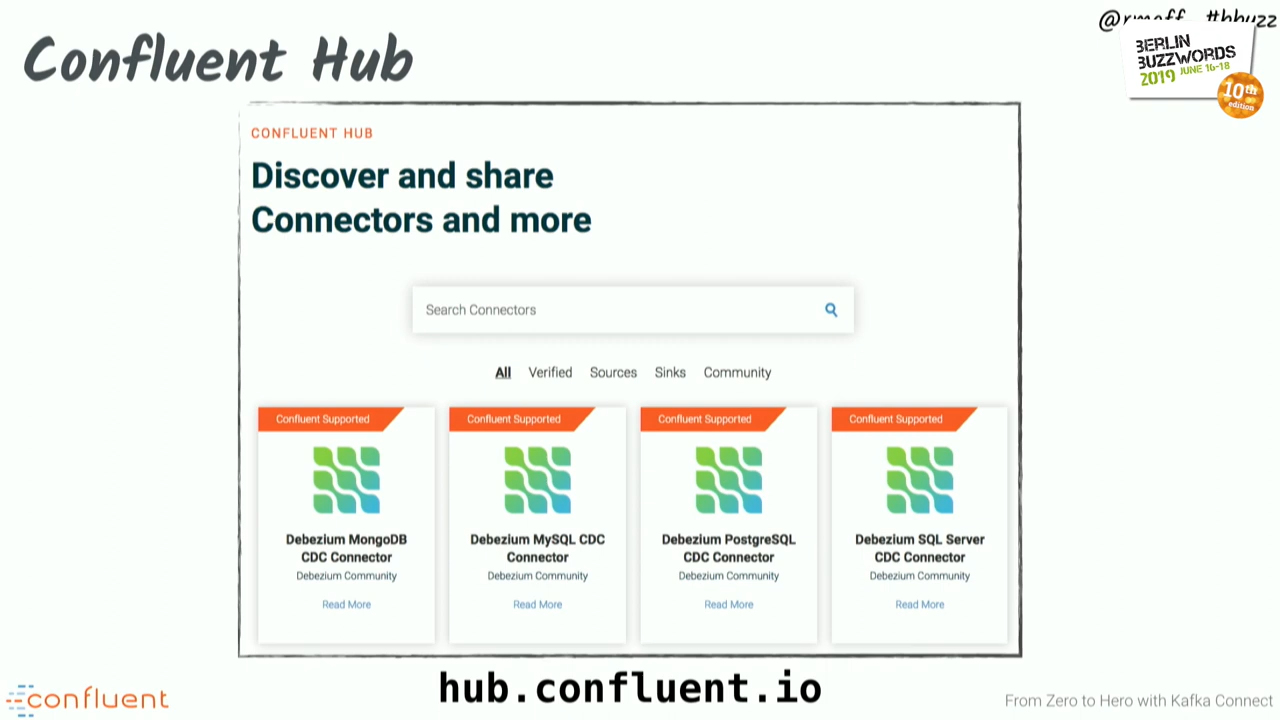 Confluent Hub
BERLIN
BUZZWORDS
2019 JUNE 16-18
10th
edition
CONFLUENT HUB
Discover and share
Connectors and more
Search Connectors
All Verified Sources Sinks Community
Confluent Supported Confluent Supported Confluent Supported Confluent Supported
Debezium MongoDB
CDC Connector
Debezium Community
Read More
Debezium MySQL CDC
Connector
Debezium Community
Read More
Debezium PostgreSQL
CDC Connector
Debezium Community
Read More
Debezium SQL Server
CDC Connector
Debezium Community
Read More
hub.confluent.io
confluent
From Zero to Hero with Kafka Connect